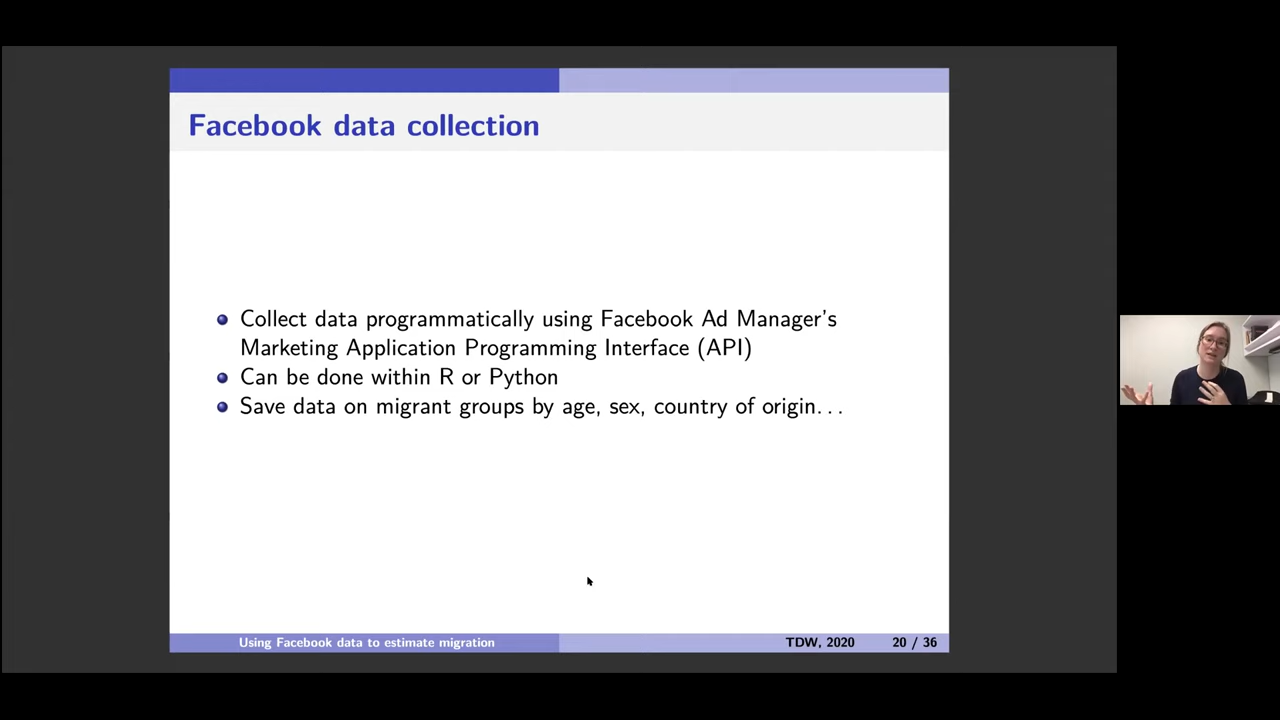 Facebook data collection
Collect data programmatically using Facebook Ad Manager's
Marketing Application Programming Interface (API)
Can be done within R or Python
Save data on migrant groups by age, sex, country of origin...
Using Facebook data to estimate migration
TDW, 2020
20 / 36